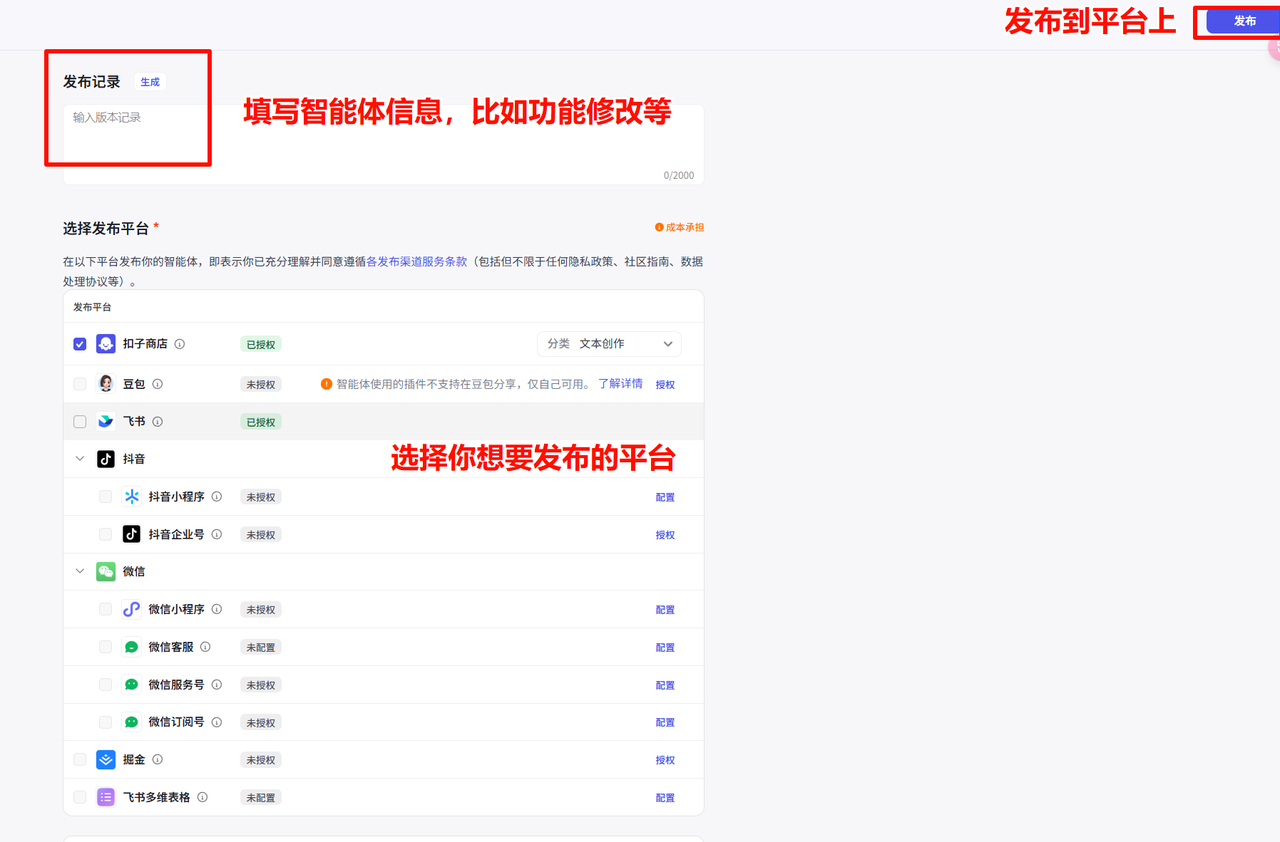 发布到平台上
发布
发布记录 生成
输入版本记录
填写智能体信息，比如功能修改等
0/2000
选择发布平台 *
成本承担
在以下平台发布你的智能体，即表示你已充分理解并同意遵循各发布渠道服务条款（包括但不限于任何隐私政策、社区指南、数据
处理协议等）。
发布平台
扣子商店 已授权 分类 文本创作
豆包 未授权 智能体使用的插件不支持在豆包分享，仅自己可用。 了解详情 授权
飞书 已授权
抖音
选择你想要发布的平台
抖音小程序 未授权 配置
抖音企业号 未授权 授权
微信
微信小程序 未授权 配置
微信客服 未配置 配置
微信服务号 未授权 配置
微信订阅号 未授权 配置
掘金 未授权 授权
飞书多维表格 未配置 配置